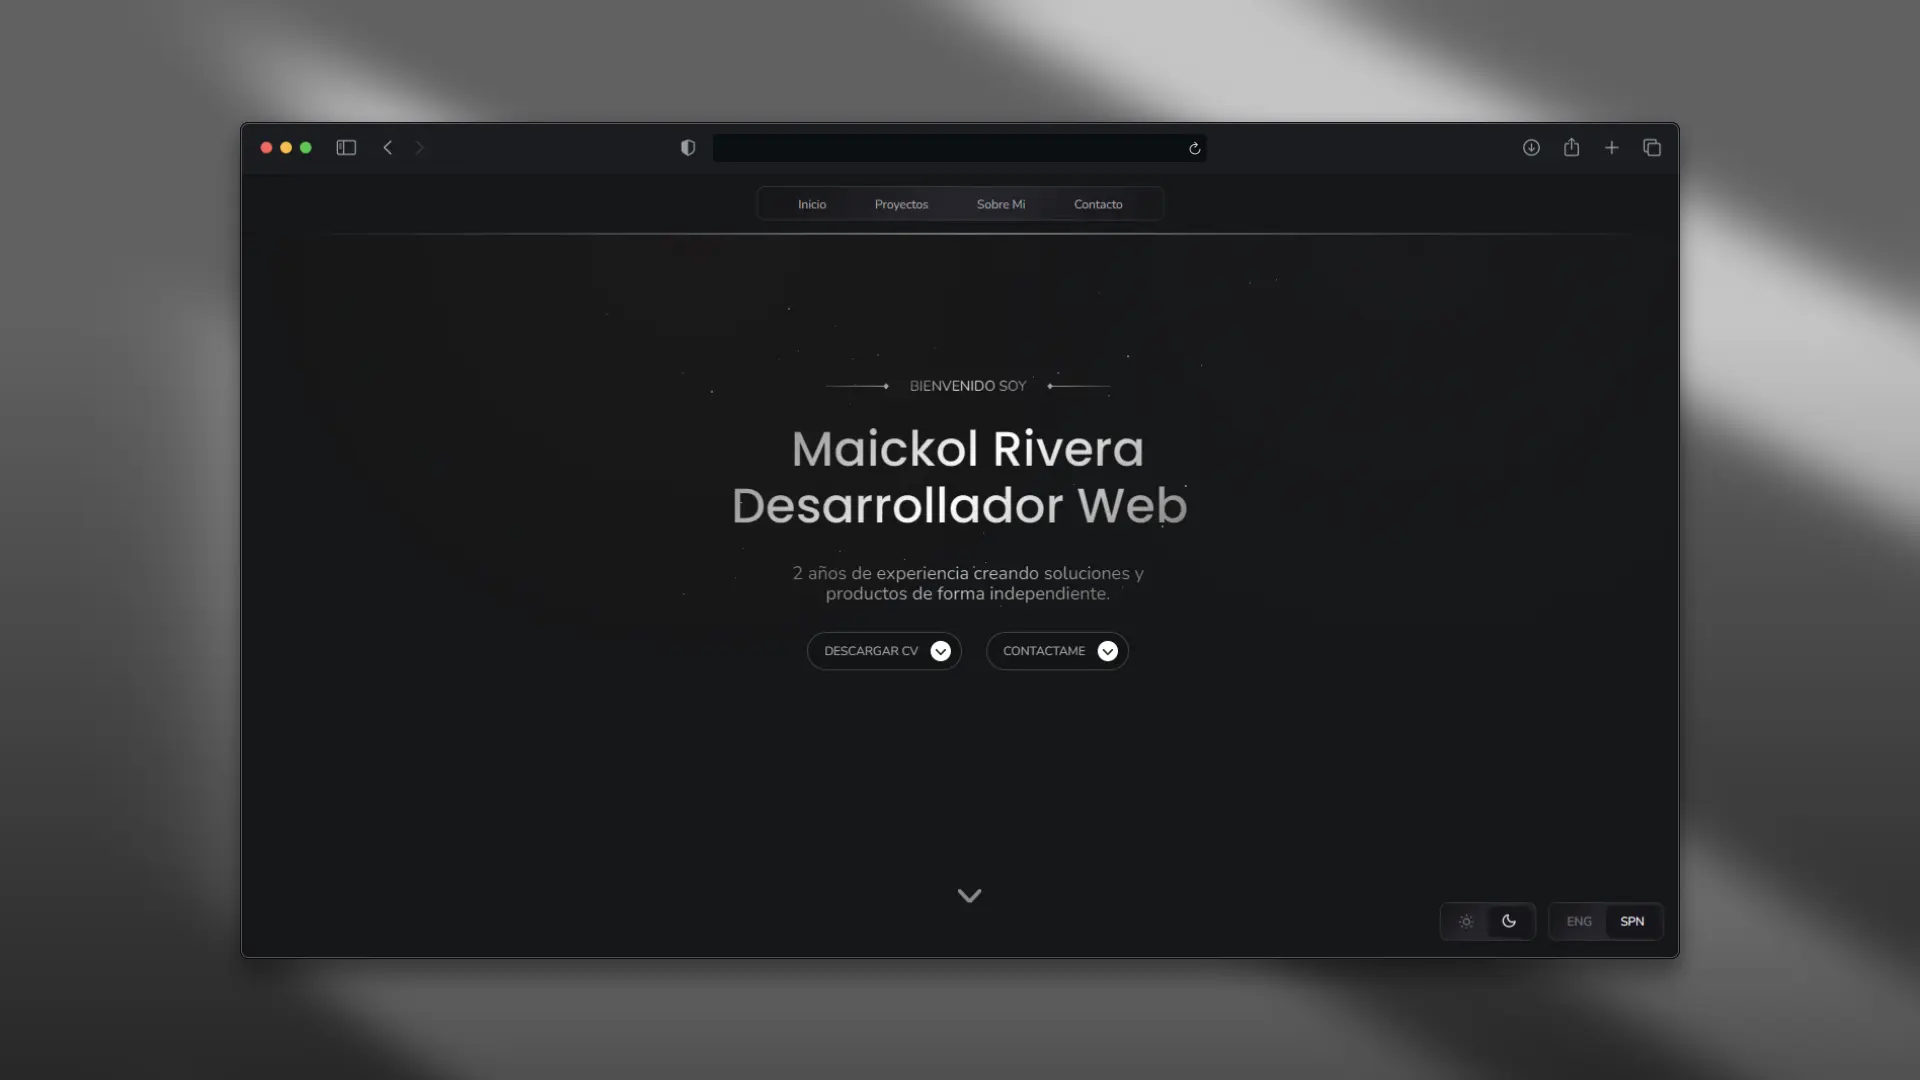 Inicio Proyectos Sobre Mi Contacto
BIENVENIDO SOY
Maickol Rivera
Desarrollador Web
2 años de experiencia creando soluciones y
productos de forma independiente.
DESCARGAR CV CONTACTAME
ENG SPN